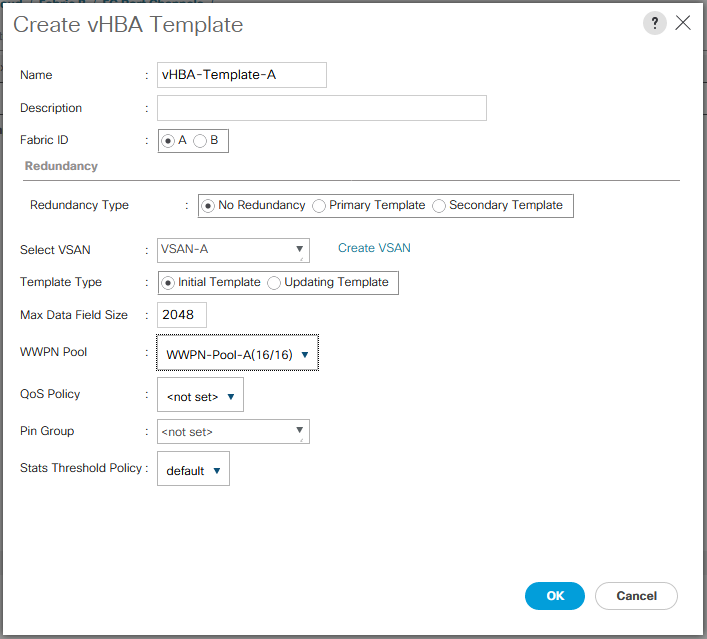 Create vHBA Template
?
Name : vHBA-Template-A
Description :
Fabric ID : A B
Redundancy
Redundancy Type : No Redundancy Primary Template Secondary Template
Select VSAN : VSAN-A Create VSAN
Template Type : Initial Template Updating Template
Max Data Field Size : 2048
WWPN Pool : WWPN-Pool-A(16/16)
QoS Policy : <not set>
Pin Group : <not set>
Stats Threshold Policy : default
OK Cancel